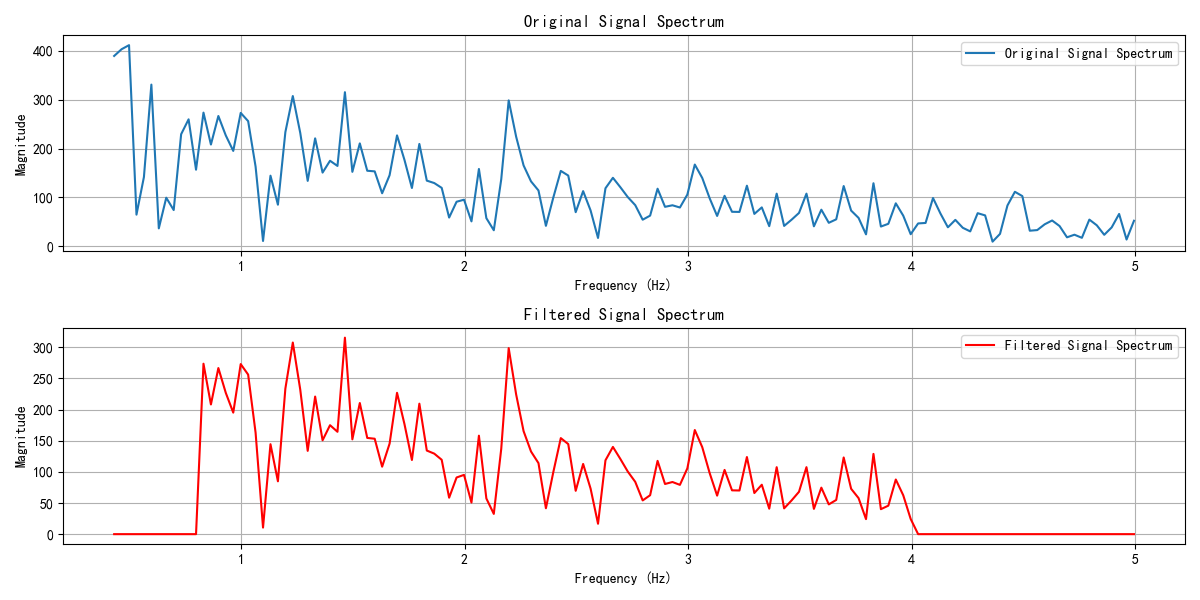 Original Signal Spectrum
400
300
200
100
0
Magnitude
Original Signal Spectrum
1 2 3 4 5
Frequency (Hz)
Filtered Signal Spectrum
300
250
200
150
100
50
0
Magnitude
Filtered Signal Spectrum
1 2 3 4 5
Frequency (Hz)